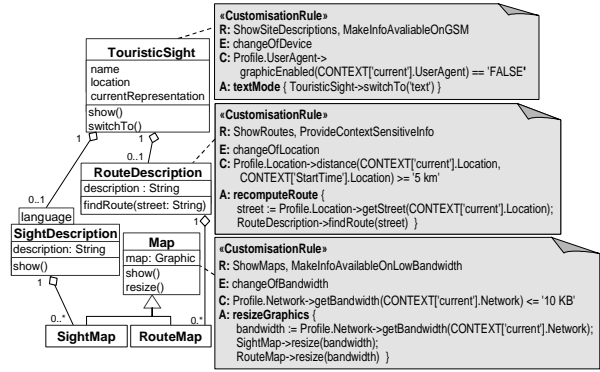 TouristicSight
name
location
currentRepresentation
show()
switchTo()
1
1
0..1
RouteDescription
description : String
findRoute(street: String)
0..1
language
SightDescription
description: String
show()
1
1
Map
map: Graphic
show()
resize()
0..*
0.*
SightMap
RouteMap
«CustomisationRule»
R: ShowSiteDescriptions, MakeInfoAvaliableOnGSM
E: changeOfDevice
C: Profile.UserAgent->
graphicEnabled(CONTEXT['current'].UserAgent) == 'FALSE'
A: textMode { TouristicSight->switchTo('text') }
«CustomisationRule»
R: ShowRoutes, ProvideContextSensitiveInfo
E: changeOfLocation
C: Profile.Location->distance(CONTEXT['current'].Location,
CONTEXT['StartTime'].Location) >= '5 km'
A: recomputeRoute {
street := Profile.Location->getStreet(CONTEXT['current'].Location);
RouteDescription->findRoute(street) }
«CustomisationRule»
R: ShowMaps, MakeInfoAvailableOnLowBandwidth
E: changeOfBandwidth
C: Profile.Network->getBandwidth(CONTEXT['current'].Network) <= '10 KB'
A: resizeGraphics {
bandwidth := Profile.Network->getBandwidth(CONTEXT['current'].Network);
SightMap->resize(bandwidth);
RouteMap->resize(bandwidth) }